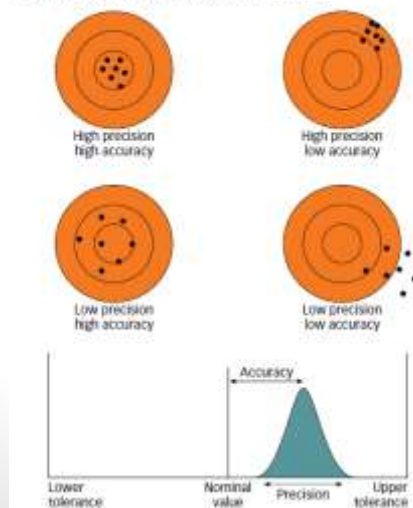 High precision
high accuracy
High precision
low accuracy
Low precision
high accuracy
Low precision
low accuracy
Accuracy
Lower
tolerance
Nominal
value
Precision
Upper
tolerance